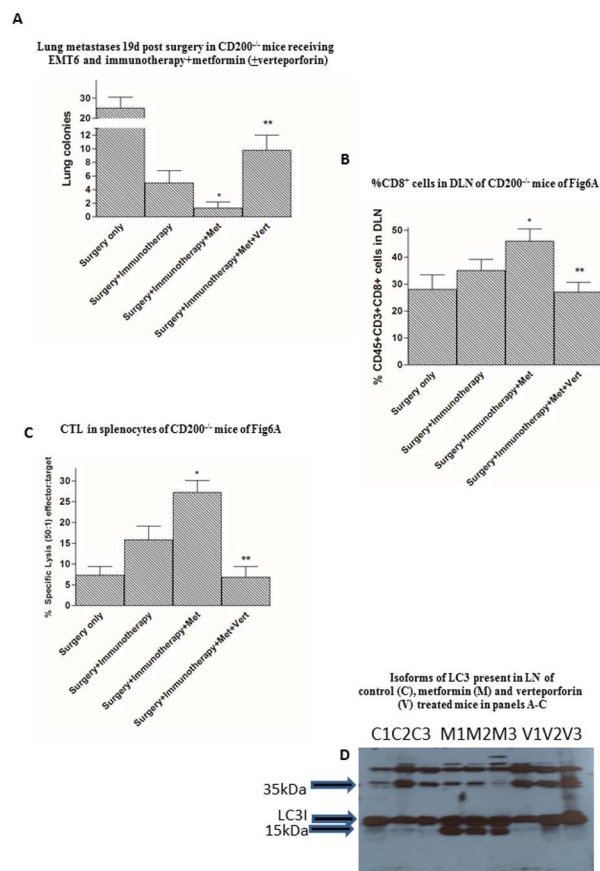 A
Lung metastases 19d post surgery in CD200-/- mice receiving
EMT6 and immunotherapy+metformin (+verteporforin)
Lung colonies
30
20
12
10
8
6
4
2
0
*
**
Surgery only
Surgery+Immunotherapy
Surgery+Immunotherapy+Met
Surgery+Immunotherapy+Met+Vert
B
%CD8+ cells in DLN of CD200-/- mice of Fig6A
% CD45+CD3+CD8+ cells in DLN
50
40
30
20
10
0
*
**
Surgery only
Surgery+Immunotherapy
Surgery+Immunotherapy+Met
Surgery+Immunotherapy+Met+Vert
C
CTL in splenocytes of CD200-/- mice of Fig6A
% Specific Lysis (50:1) effector:target
30
25
20
15
10
5
0
*
**
Surgery only
Surgery+Immunotherapy
Surgery+Immunotherapy+Met
Surgery+Immunotherapy+Met+Vert
Isoforms of LC3 present in LN of
control (C), metformin (M) and verteporforin
(V) treated mice in panels A-C
C1C2C3 M1M2M3 V1V2V3
D
35kDa
LC3I
15kDa